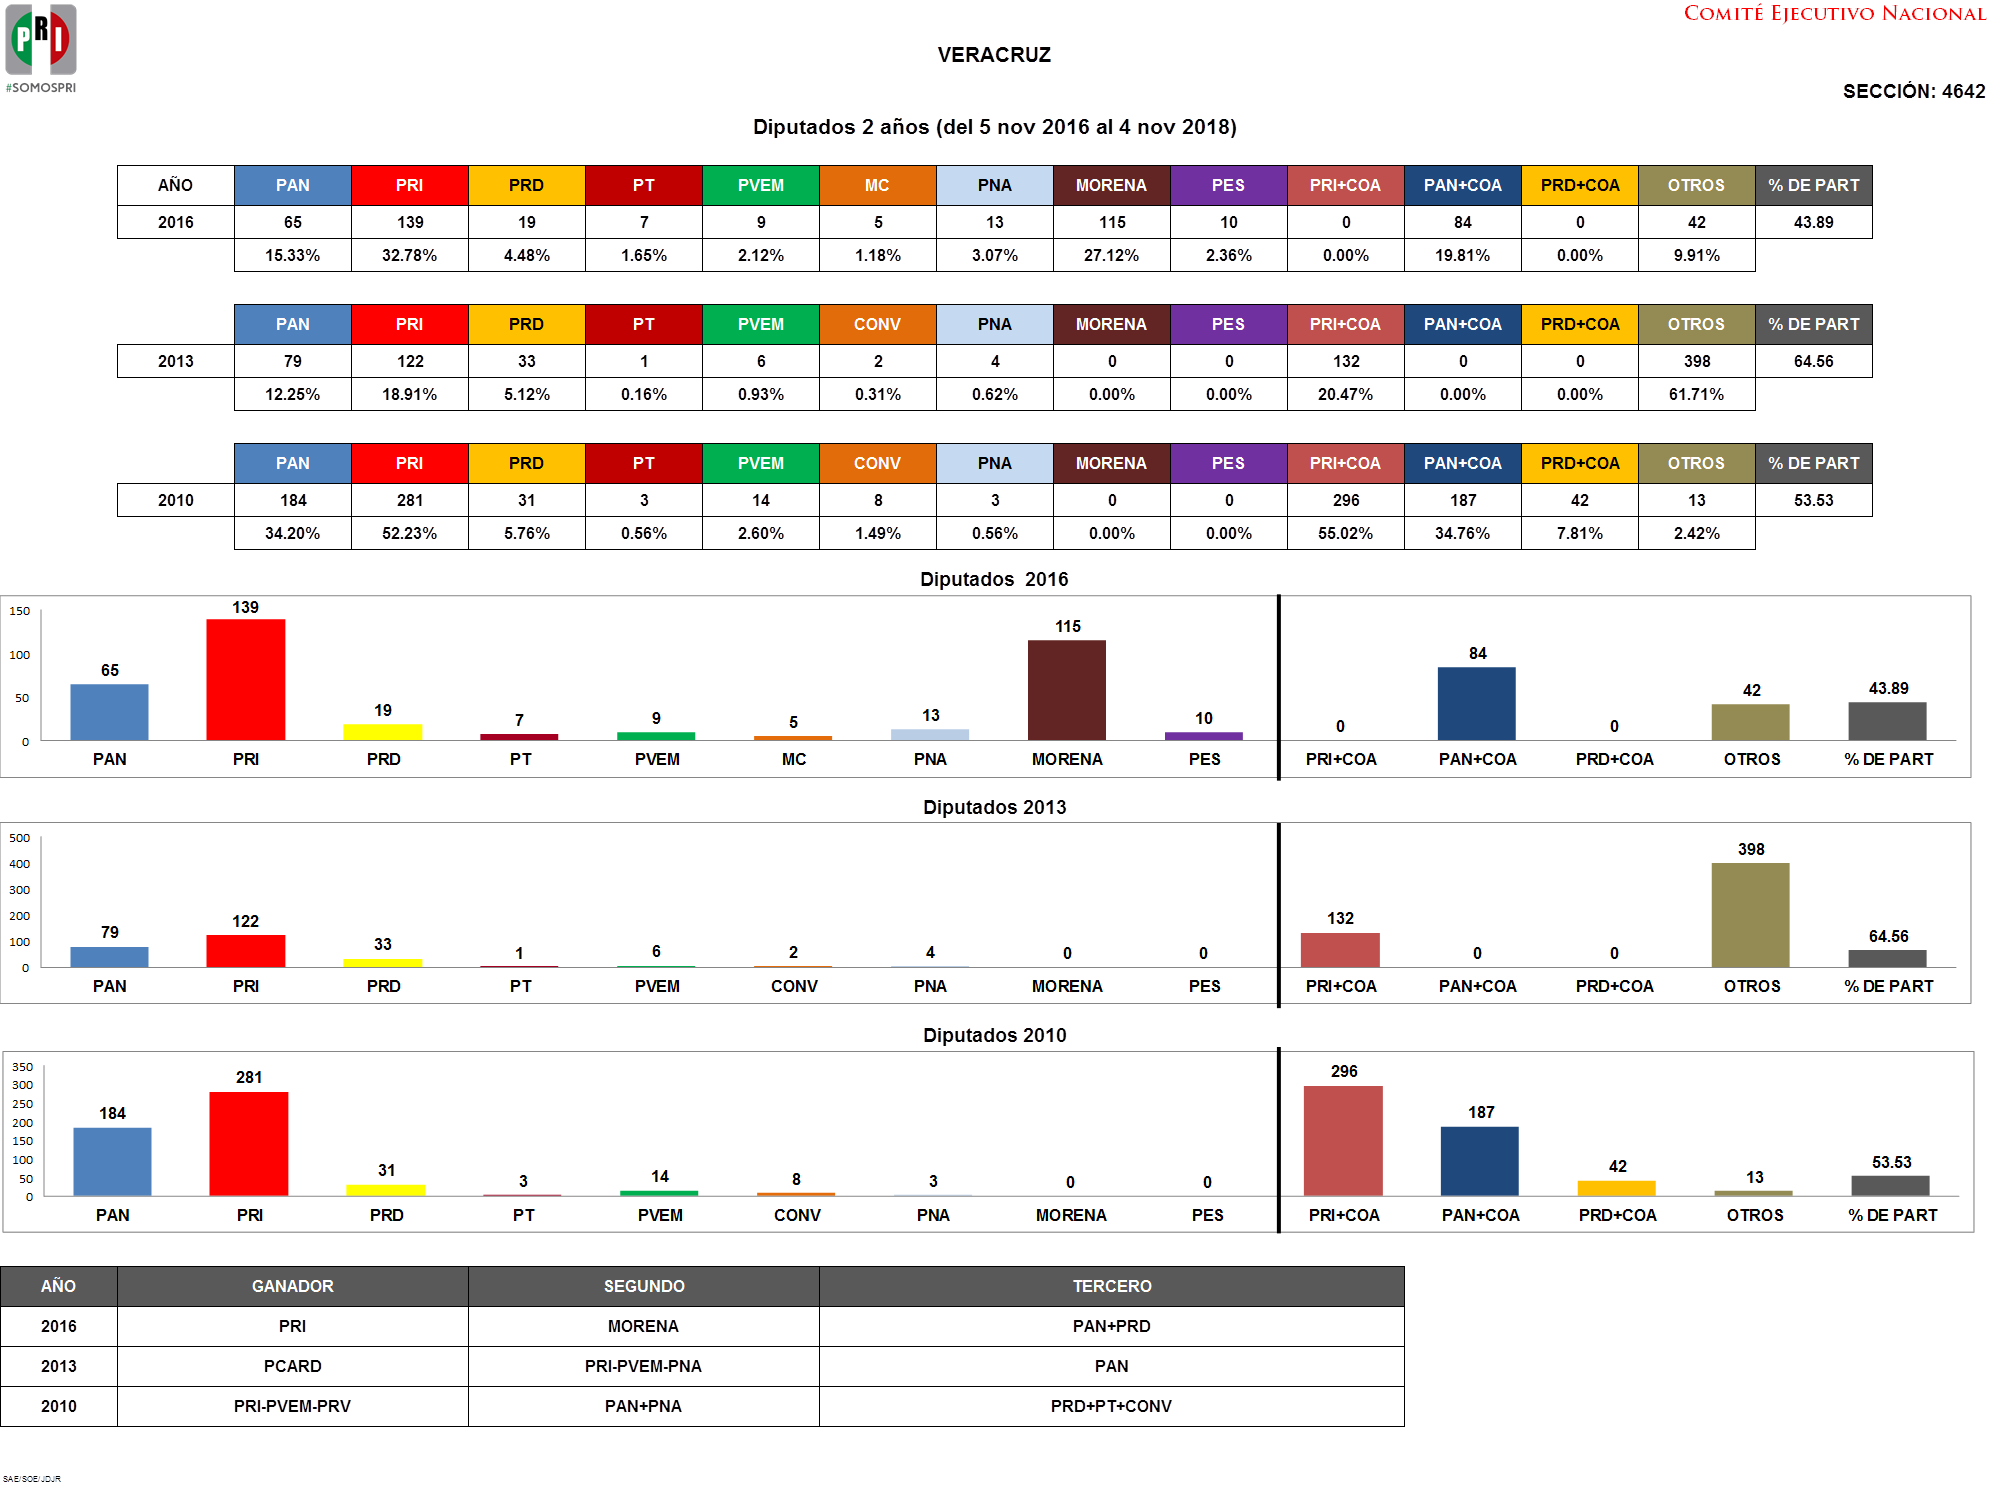 PRI
#SOMOSPRI
COMITÉ EJECUTIVO NACIONAL
VERACRUZ
SECCIÓN: 4642
Diputados 2 años (del 5 nov 2016 al 4 nov 2018)
AÑO PAN PRI PRD PT PVEM MC PNA MORENA PES PRI+COA PAN+COA PRD+COA OTROS % DE PART
2016 65 139 19 7 9 5 13 115 10 0 84 0 42 43.89
15.33% 32.78% 4.48% 1.65% 2.12% 1.18% 3.07% 27.12% 2.36% 0.00% 19.81% 0.00% 9.91%
PAN PRI PRD PT PVEM CONV PNA MORENA PES PRI+COA PAN+COA PRD+COA OTROS % DE PART
2013 79 122 33 1 6 2 4 0 0 132 0 0 398 64.56
12.25% 18.91% 5.12% 0.16% 0.93% 0.31% 0.62% 0.00% 0.00% 20.47% 0.00% 0.00% 61.71%
PAN PRI PRD PT PVEM CONV PNA MORENA PES PRI+COA PAN+COA PRD+COA OTROS % DE PART
2010 184 281 31 3 14 8 3 0 0 296 187 42 13 53.53
34.20% 52.23% 5.76% 0.56% 2.60% 1.49% 0.56% 0.00% 0.00% 55.02% 34.76% 7.81% 2.42%
Diputados 2016
150
100
50
0
65 139 19 7 9 5 13 115 10 0 84 0 42 43.89
PAN PRI PRD PT PVEM MC PNA MORENA PES PRI+COA PAN+COA PRD+COA OTROS % DE PART
Diputados 2013
500
400
300
200
100
0
79 122 33 1 6 2 4 0 0 132 0 0 398 64.56
PAN PRI PRD PT PVEM CONV PNA MORENA PES PRI+COA PAN+COA PRD+COA OTROS % DE PART
Diputados 2010
350
300
250
200
150
100
50
0
184 281 31 3 14 8 3 0 0 296 187 42 13 53.53
PAN PRI PRD PT PVEM CONV PNA MORENA PES PRI+COA PAN+COA PRD+COA OTROS % DE PART
AÑO GANADOR SEGUNDO TERCERO
2016 PRI MORENA PAN+PRD
2013 PCARD PRI-PVEM-PNA PAN
2010 PRI-PVEM-PRV PAN+PNA PRD+PT+CONV
SAE/SOE/JDJR